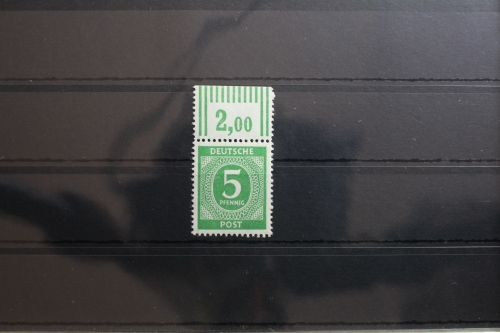 2,00
DEUTSCHE
5
PFENNIG
POST